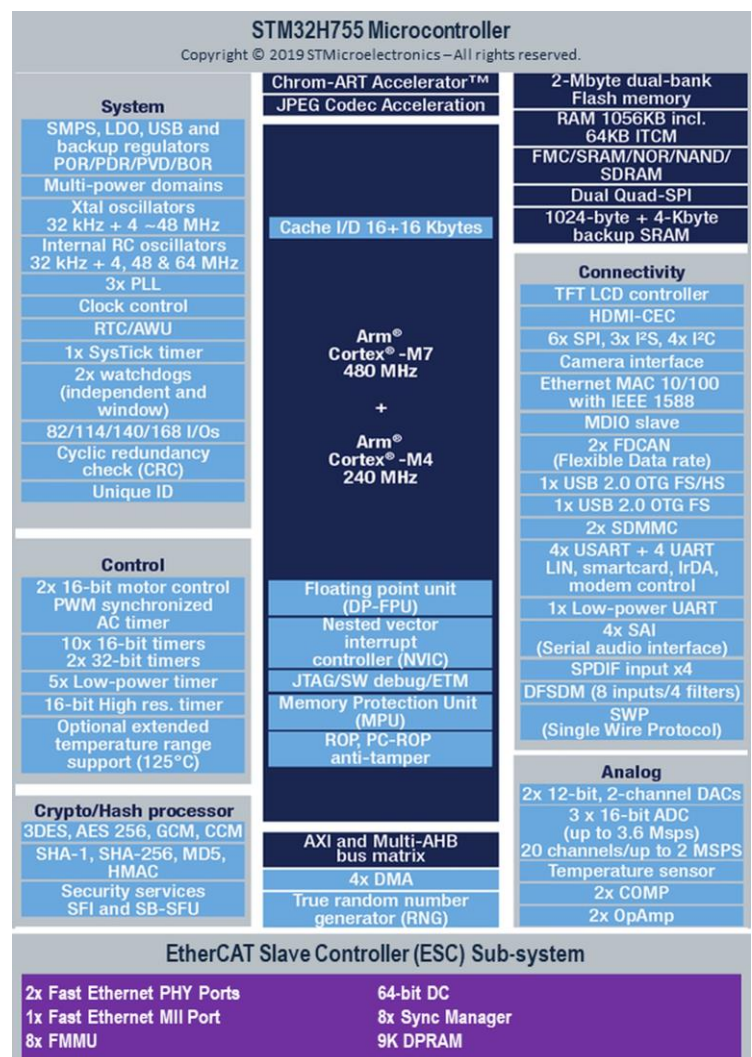 STM32H755 Microcontroller
Copyright © 2019 STMicroelectronics – All rights reserved.
System
SMPS, LDO, USB and
backup regulators
POR/PDR/PVD/BOR
Multi-power domains
Xtal oscillators
32 kHz + 4 ~48 MHz
Internal RC oscillators
32 kHz + 4, 48 & 64 MHz
3x PLL
Clock control
RTC/AWU
1x SysTick timer
2x watchdogs
(independent and
window)
82/114/140/168 I/Os
Cyclic redundancy
check (CRC)
Unique ID
Control
2x 16-bit motor control
PWM synchronized
AC timer
10x 16-bit timers
2x 32-bit timers
5x Low-power timer
16-bit High res. timer
Optional extended
temperature range
support (125°C)
Crypto/Hash processor
3DES, AES 256, GCM, CCM
SHA-1, SHA-256, MD5,
HMAC
Security services
SFI and SB-SFU
Chrom-ART Accelerator™
JPEG Codec Acceleration
Cache I/D 16+16 Kbytes
Arm®
Cortex® -M7
480 MHz
+
Arm®
Cortex® -M4
240 MHz
Floating point unit
(DP-FPU)
Nested vector
interrupt
controller (NVIC)
JTAG/SW debug/ETM
Memory Protection Unit
(MPU)
ROP, PC-ROP
anti-tamper
AXI and Multi-AHB
bus matrix
4x DMA
True random number
generator (RNG)
2-Mbyte dual-bank
Flash memory
RAM 1056KB incl.
64KB ITCM
FMC/SRAM/NOR/NAND/
SDRAM
Dual Quad-SPI
1024-byte + 4-Kbyte
backup SRAM
Connectivity
TFT LCD controller
HDMI-CEC
6x SPI, 3x I²S, 4x I²C
Camera interface
Ethernet MAC 10/100
with IEEE 1588
MDIO slave
2x FDCAN
(Flexible Data rate)
1x USB 2.0 OTG FS/HS
1x USB 2.0 OTG FS
2x SDMMC
4x USART + 4 UART
LIN, smartcard, IrDA,
modem control
1x Low-power UART
4x SAI
(Serial audio interface)
SPDIF input x4
DFSDM (8 inputs/4 filters)
SWP
(Single Wire Protocol)
Analog
2x 12-bit, 2-channel DACs
3 x 16-bit ADC
(up to 3.6 Msps)
20 channels/up to 2 MSPS
Temperature sensor
2x COMP
2x OpAmp
EtherCAT Slave Controller (ESC) Sub-system
2x Fast Ethernet PHY Ports
1x Fast Ethernet MII Port
8x FMMU
64-bit DC
8x Sync Manager
9K DPRAM